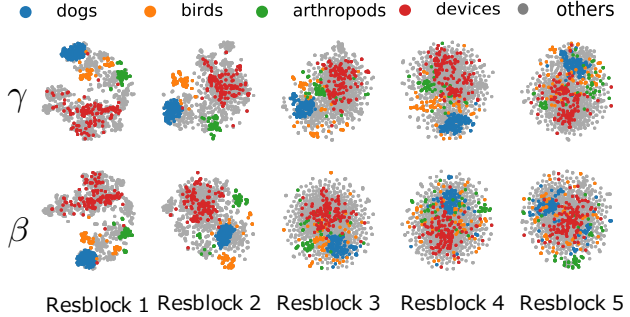 dogs birds arthropods devices others
γ
β
Resblock 1 Resblock 2 Resblock 3 Resblock 4 Resblock 5